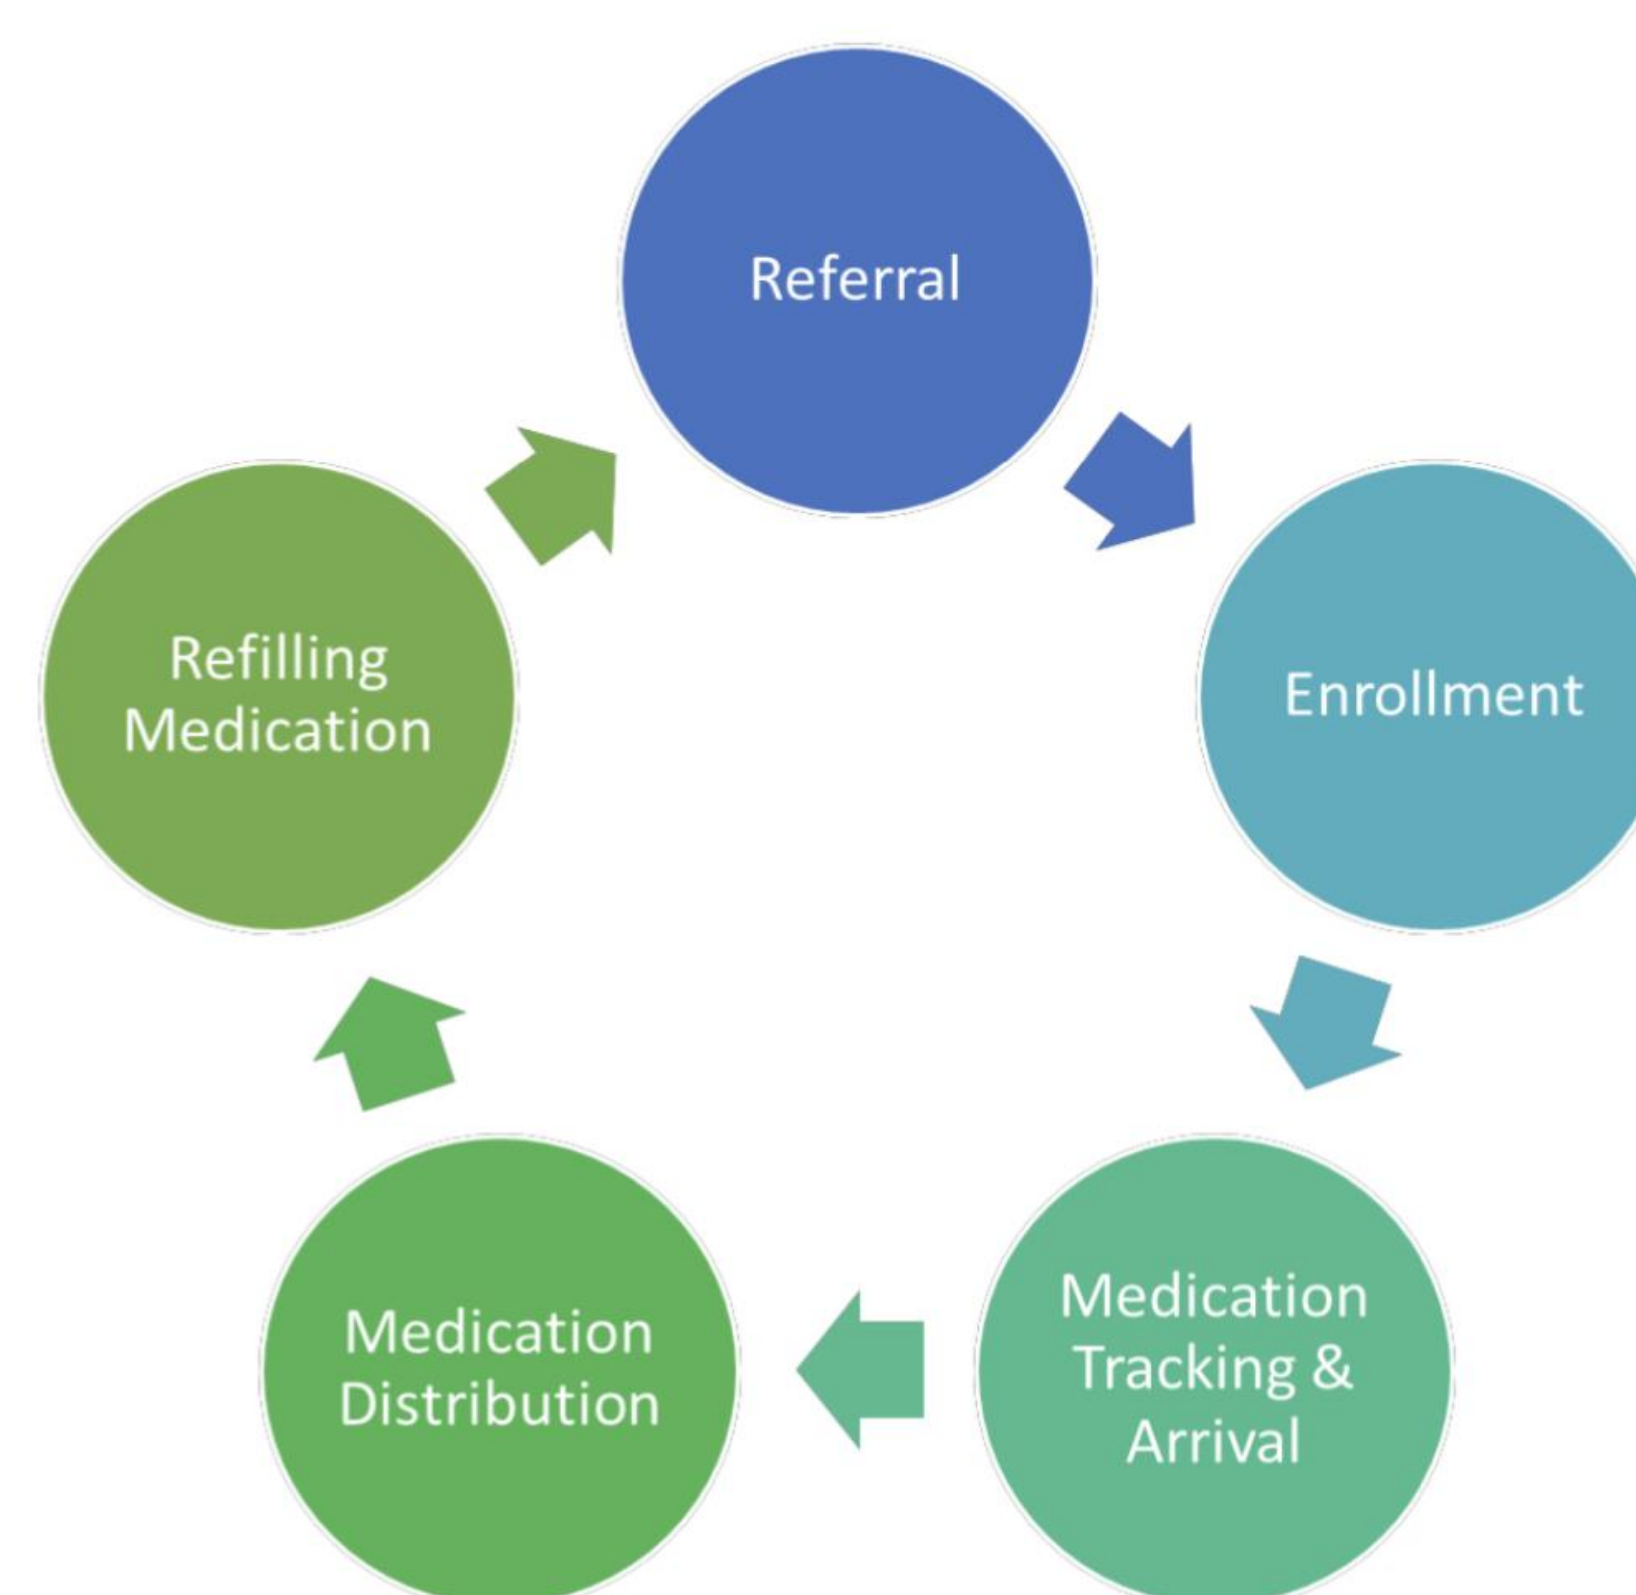 Referral
Enrollment
Medication
Tracking &
Arrival
Medication
Distribution
Refilling
Medication